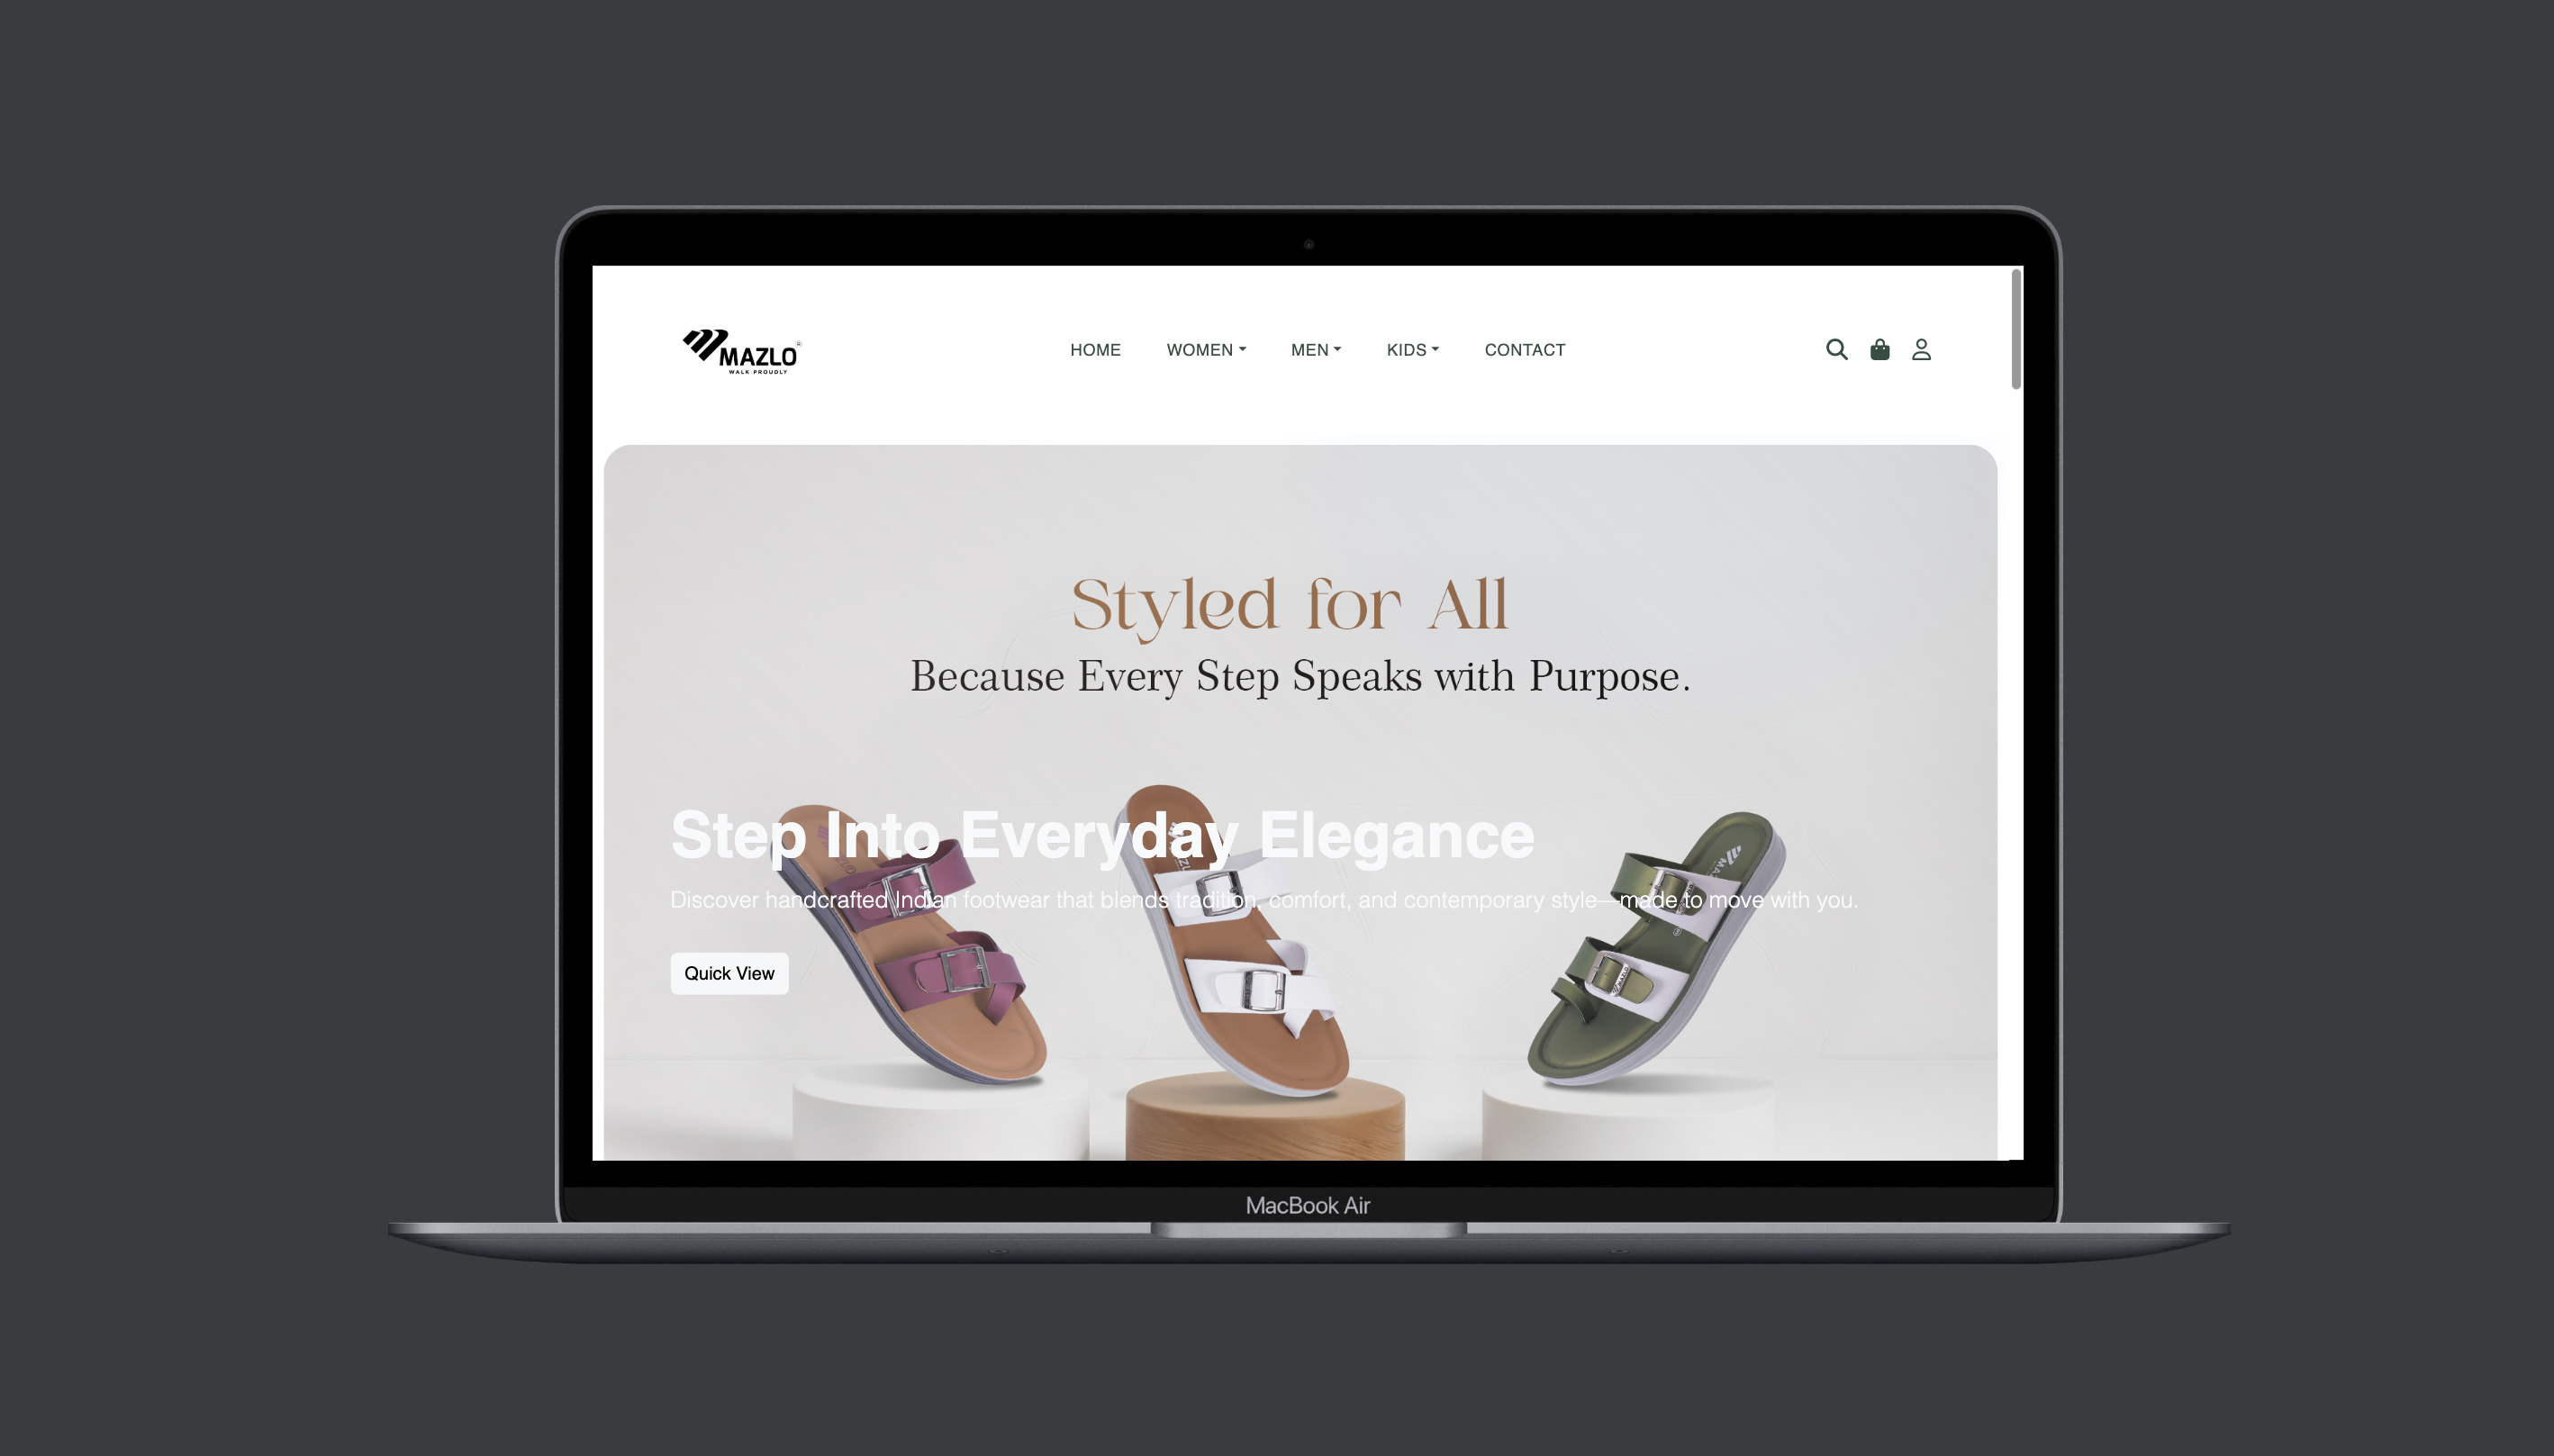 MAZLO
WALK PROUDLY
HOME WOMEN MEN KIDS CONTACT
Styled for All
Because Every Step Speaks with Purpose.
Step Into Everyday Elegance
Discover handcrafted Indian footwear that blends tradition, comfort, and contemporary style—made to move with you.
Quick View
MacBook Air